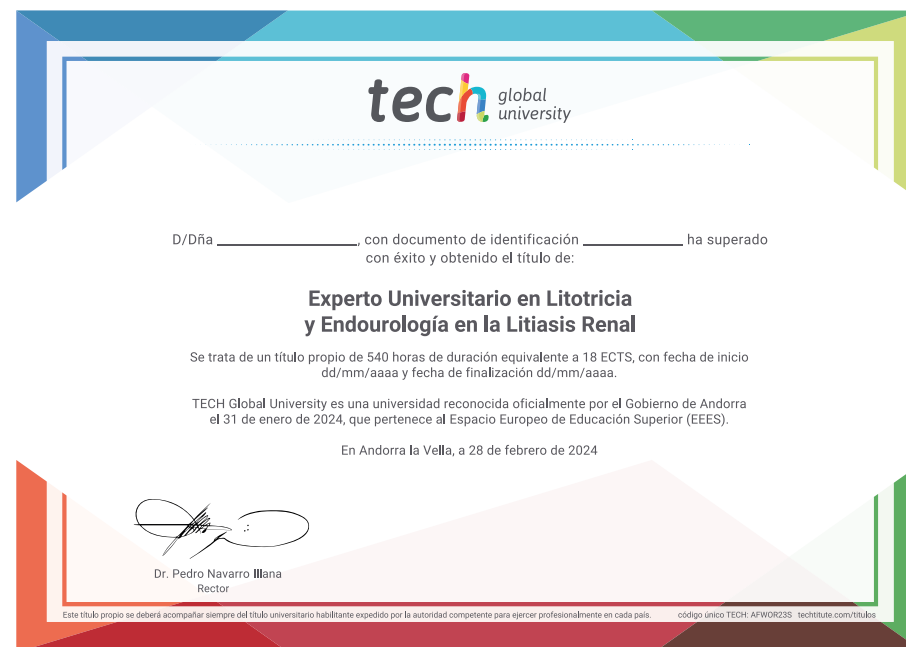 tech global university
D/Dña ____________________, con documento de identificación ______________ ha superado
con éxito y obtenido el título de:
Experto Universitario en Litotricia
y Endourología en la Litiasis Renal
Se trata de un título propio de 540 horas de duración equivalente a 18 ECTS, con fecha de inicio
dd/mm/aaaa y fecha de finalización dd/mm/aaaa.
TECH Global University es una universidad reconocida oficialmente por el Gobierno de Andorra
el 31 de enero de 2024, que pertenece al Espacio Europeo de Educación Superior (EEES).
En Andorra la Vella, a 28 de febrero de 2024
Dr. Pedro Navarro Illana
Rector
Este título propio se deberá acompañar siempre del título universitario habilitante expedido por la autoridad competente para ejercer profesionalmente en cada país. código único TECH: AFWOR23S techtitute.com/titulos